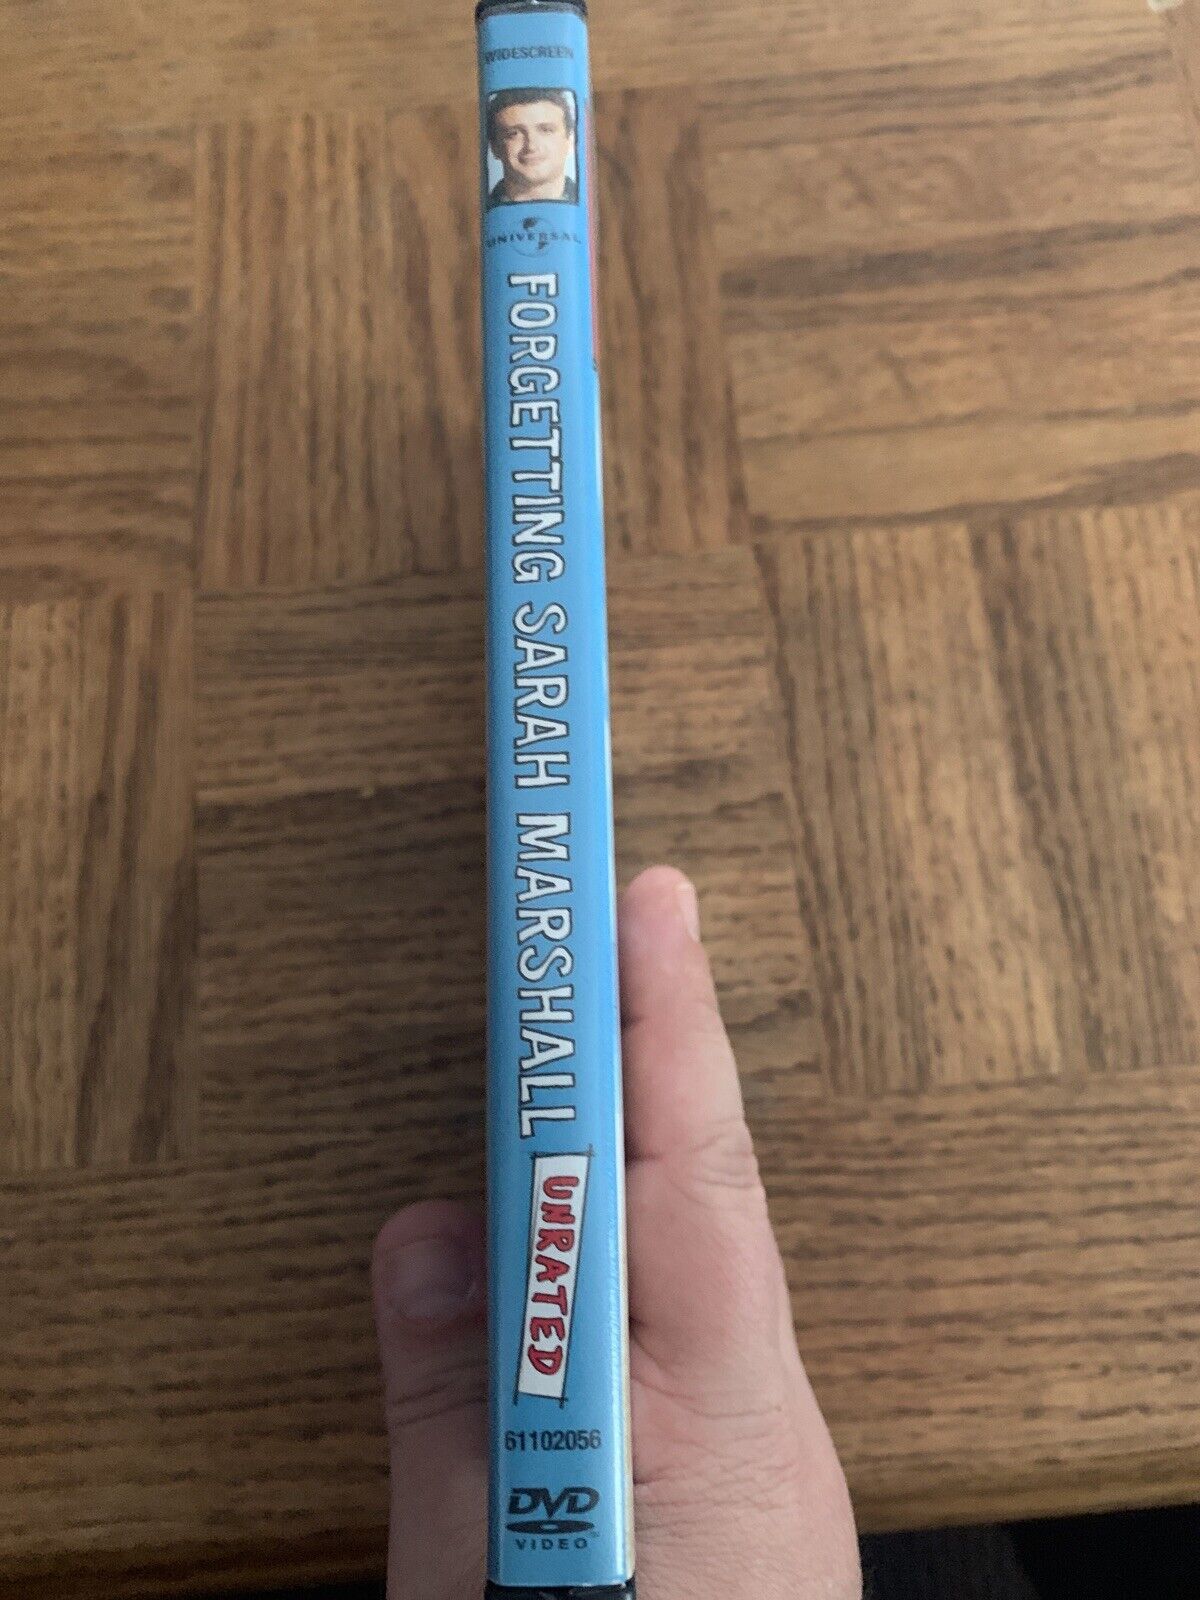 WIDESCREEN
UNIVERSAL
FORGETTING SARAH MARSHALL
UNRATED
61102056
DVD
VIDEO